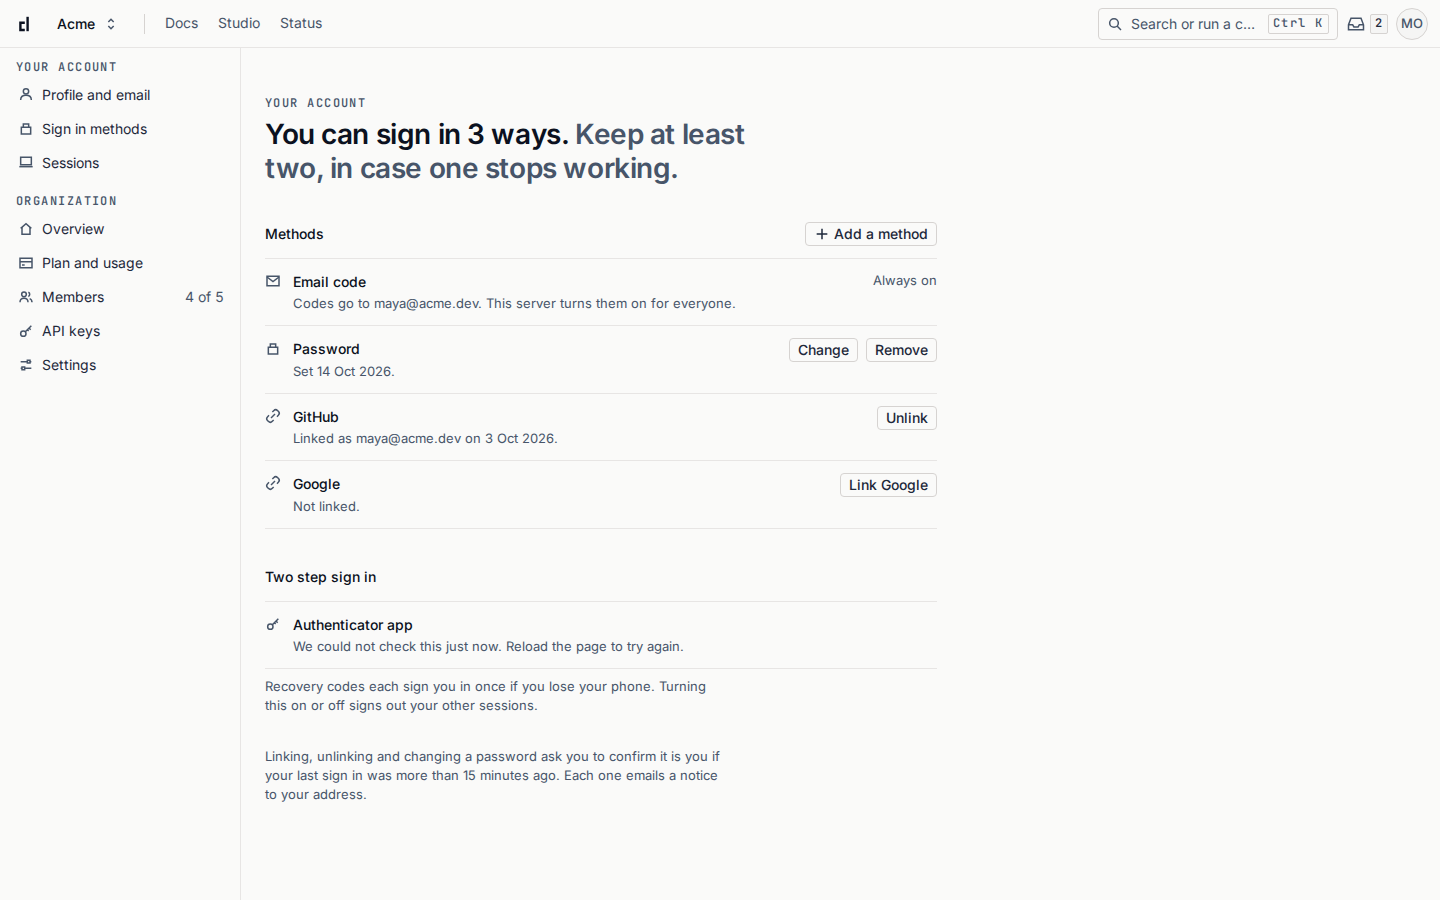 Acme
Docs
Studio
Status
Search or run a c...
Ctrl K
2
MO
YOUR ACCOUNT
Profile and email
Sign in methods
Sessions
ORGANIZATION
Overview
Plan and usage
Members
4 of 5
API keys
Settings
YOUR ACCOUNT
You can sign in 3 ways. Keep at least
two, in case one stops working.
Methods
Add a method
Email code
Always on
Codes go to maya@acme.dev. This server turns them on for everyone.
Password
Change
Remove
Set 14 Oct 2026.
GitHub
Unlink
Linked as maya@acme.dev on 3 Oct 2026.
Google
Link Google
Not linked.
Two step sign in
Authenticator app
We could not check this just now. Reload the page to try again.
Recovery codes each sign you in once if you lose your phone. Turning
this on or off signs out your other sessions.
Linking, unlinking and changing a password ask you to confirm it is you if
your last sign in was more than 15 minutes ago. Each one emails a notice
to your address.